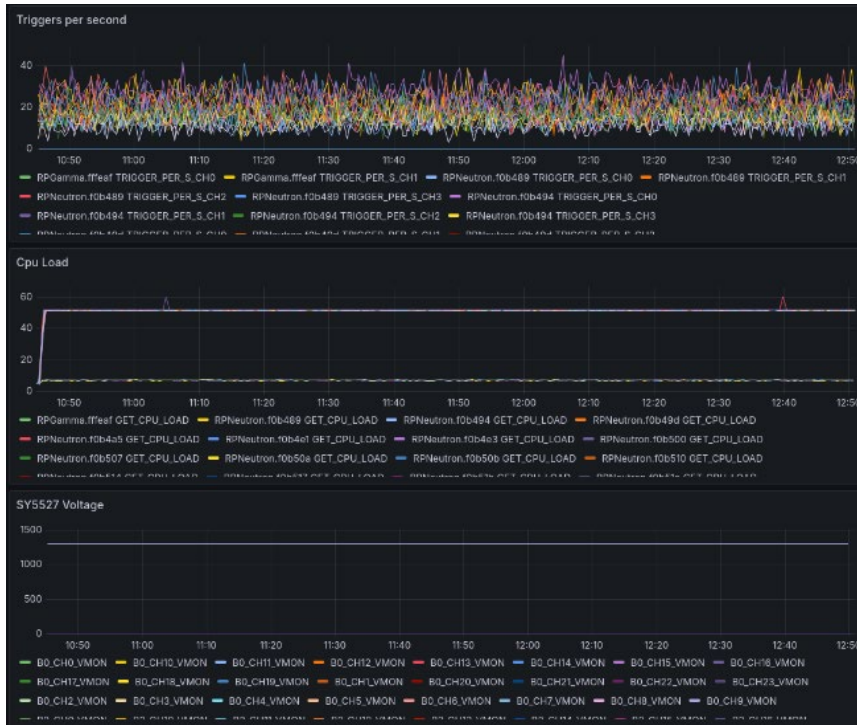 Triggers per second
40
20
0
10:50 11:00 11:10 11:20 11:30 11:40 11:50 12:00 12:10 12:20 12:30 12:40 12:50
RPGamma.fffeaf TRIGGER_PER_S_CH0 RPGamma.fffeaf TRIGGER_PER_S_CH1 RPNeutron.f0b489 TRIGGER_PER_S_CH0 RPNeutron.f0b489 TRIGGER_PER_S_CH1
RPNeutron.f0b489 TRIGGER_PER_S_CH2 RPNeutron.f0b489 TRIGGER_PER_S_CH3 RPNeutron.f0b494 TRIGGER_PER_S_CH0
RPNeutron.f0b494 TRIGGER_PER_S_CH1 RPNeutron.f0b494 TRIGGER_PER_S_CH2 RPNeutron.f0b494 TRIGGER_PER_S_CH3
Cpu Load
60
40
20
0
10:50 11:00 11:10 11:20 11:30 11:40 11:50 12:00 12:10 12:20 12:30 12:40 12:50
RPGamma.fffeaf GET_CPU_LOAD RPNeutron.f0b489 GET_CPU_LOAD RPNeutron.f0b494 GET_CPU_LOAD RPNeutron.f0b49d GET_CPU_LOAD
RPNeutron.f0b4a5 GET_CPU_LOAD RPNeutron.f0b4e1 GET_CPU_LOAD RPNeutron.f0b4e3 GET_CPU_LOAD RPNeutron.f0b500 GET_CPU_LOAD
RPNeutron.f0b507 GET_CPU_LOAD RPNeutron.f0b50a GET_CPU_LOAD RPNeutron.f0b50b GET_CPU_LOAD RPNeutron.f0b510 GET_CPU_LOAD
SY5527 Voltage
1500
1000
500
0
10:50 11:00 11:10 11:20 11:30 11:40 11:50 12:00 12:10 12:20 12:30 12:40 12:50
B0_CH0_VMON B0_CH10_VMON B0_CH11_VMON B0_CH12_VMON B0_CH13_VMON B0_CH14_VMON B0_CH15_VMON B0_CH16_VMON
B0_CH17_VMON B0_CH18_VMON B0_CH19_VMON B0_CH1_VMON B0_CH20_VMON B0_CH21_VMON B0_CH22_VMON B0_CH23_VMON
B0_CH2_VMON B0_CH3_VMON B0_CH4_VMON B0_CH5_VMON B0_CH6_VMON B0_CH7_VMON B0_CH8_VMON B0_CH9_VMON